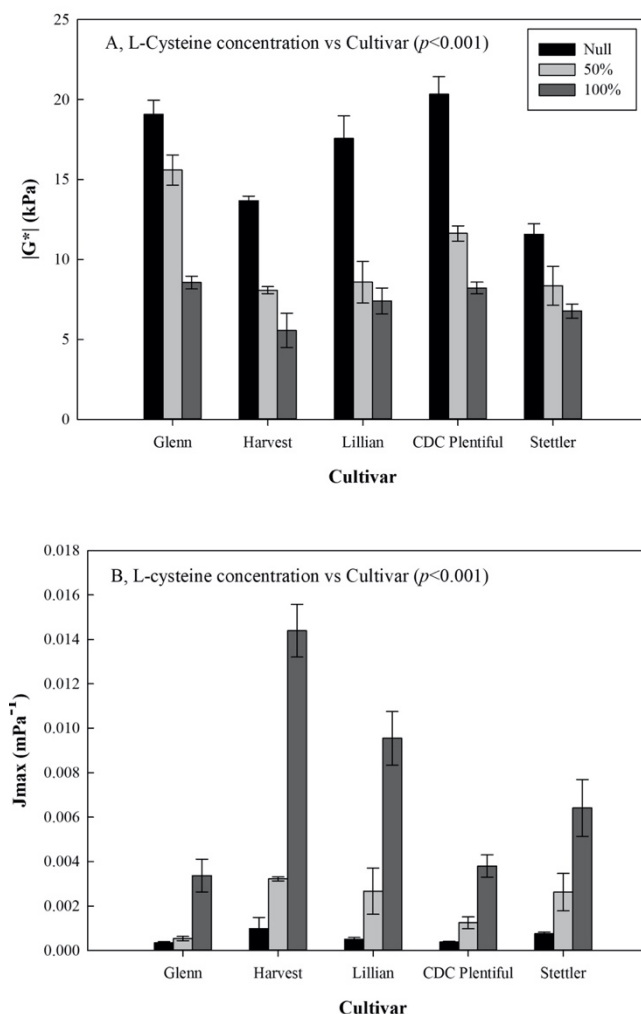 25
A, L-Cysteine concentration vs Cultivar (p<0.001)
Null
50%
100%
20
15
10
5
0
|G*| (kPa)
Glenn Harvest Lillian CDC Plentiful Stettler
Cultivar
0.018
B, L-cysteine concentration vs Cultivar (p<0.001)
0.016
0.014
0.012
0.010
0.008
0.006
0.004
0.002
0.000
Jmax (mPa⁻¹)
Glenn Harvest Lillian CDC Plentiful Stettler
Cultivar